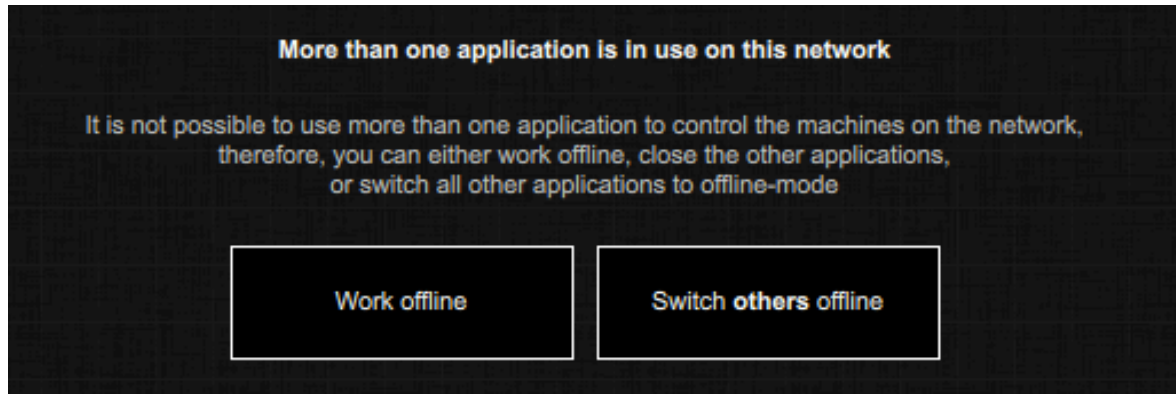 More than one application is in use on this network
It is not possible to use more than one application to control the machines on the network,
therefore, you can either work offline, close the other applications,
or switch all other applications to offline-mode
Work offline
Switch others offline